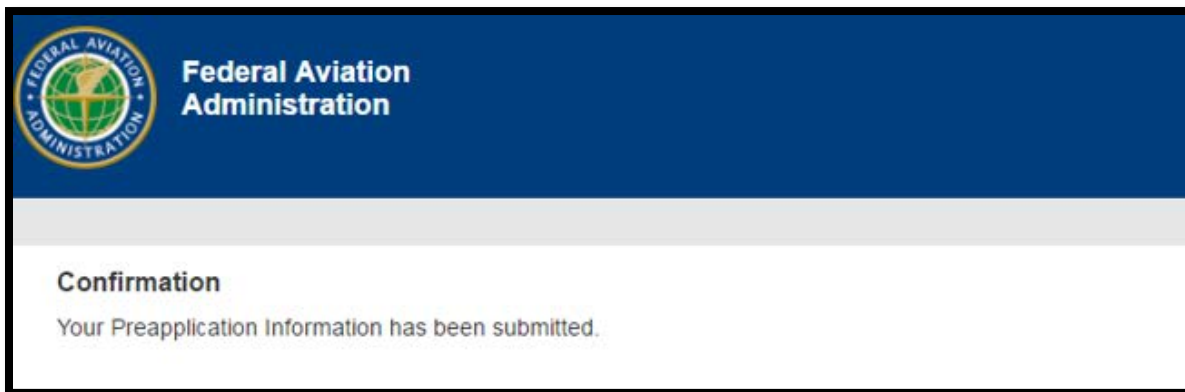 FEDERAL AVIATION ADMINISTRATION
Federal Aviation
Administration
Confirmation
Your Preapplication Information has been submitted.